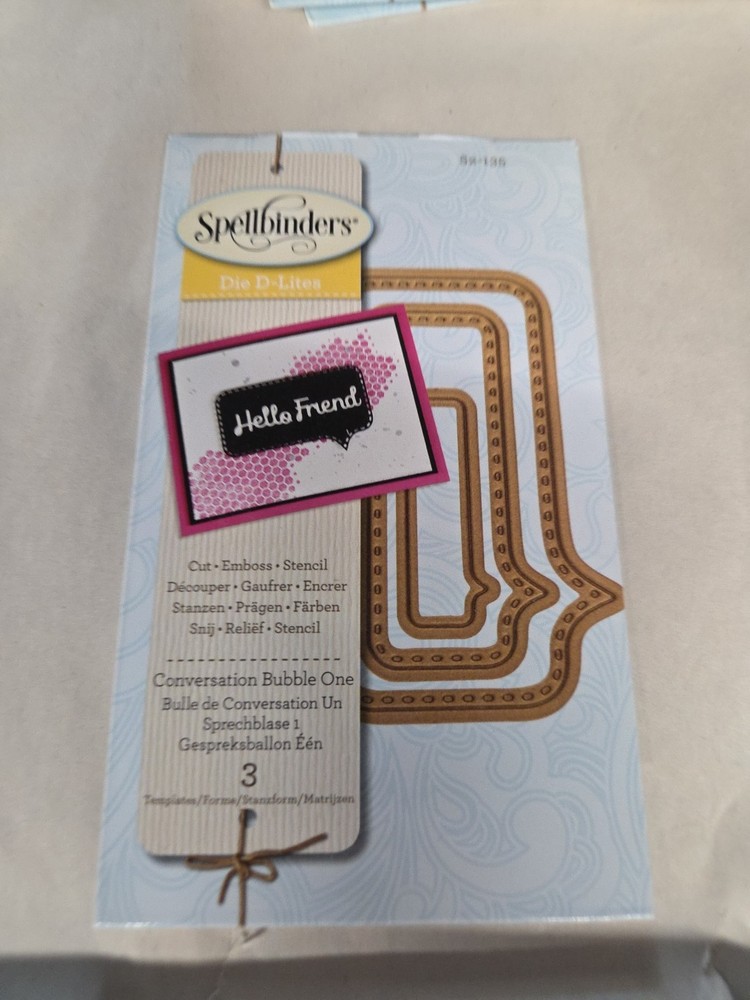 S2-135
Spellbinders®
Die D-Lites
Hello Friend
Cut • Emboss • Stencil
Découper • Gaufrer • Encrer
Stanzen • Prägen • Färben
Snij • Reliëf • Stencil
Conversation Bubble One
Bulle de Conversation Un
Sprechblase 1
Gespreksballon Één
3
Templates/Forme/Stanzform/Matrijzen